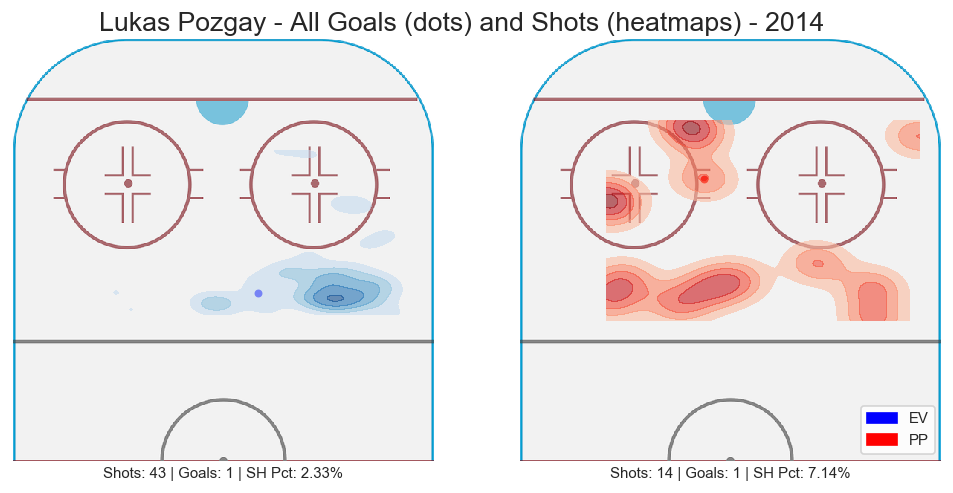 Lukas Pozgay - All Goals (dots) and Shots (heatmaps) - 2014
EV
PP
Shots: 43 | Goals: 1 | SH Pct: 2.33%
Shots: 14 | Goals: 1 | SH Pct: 7.14%